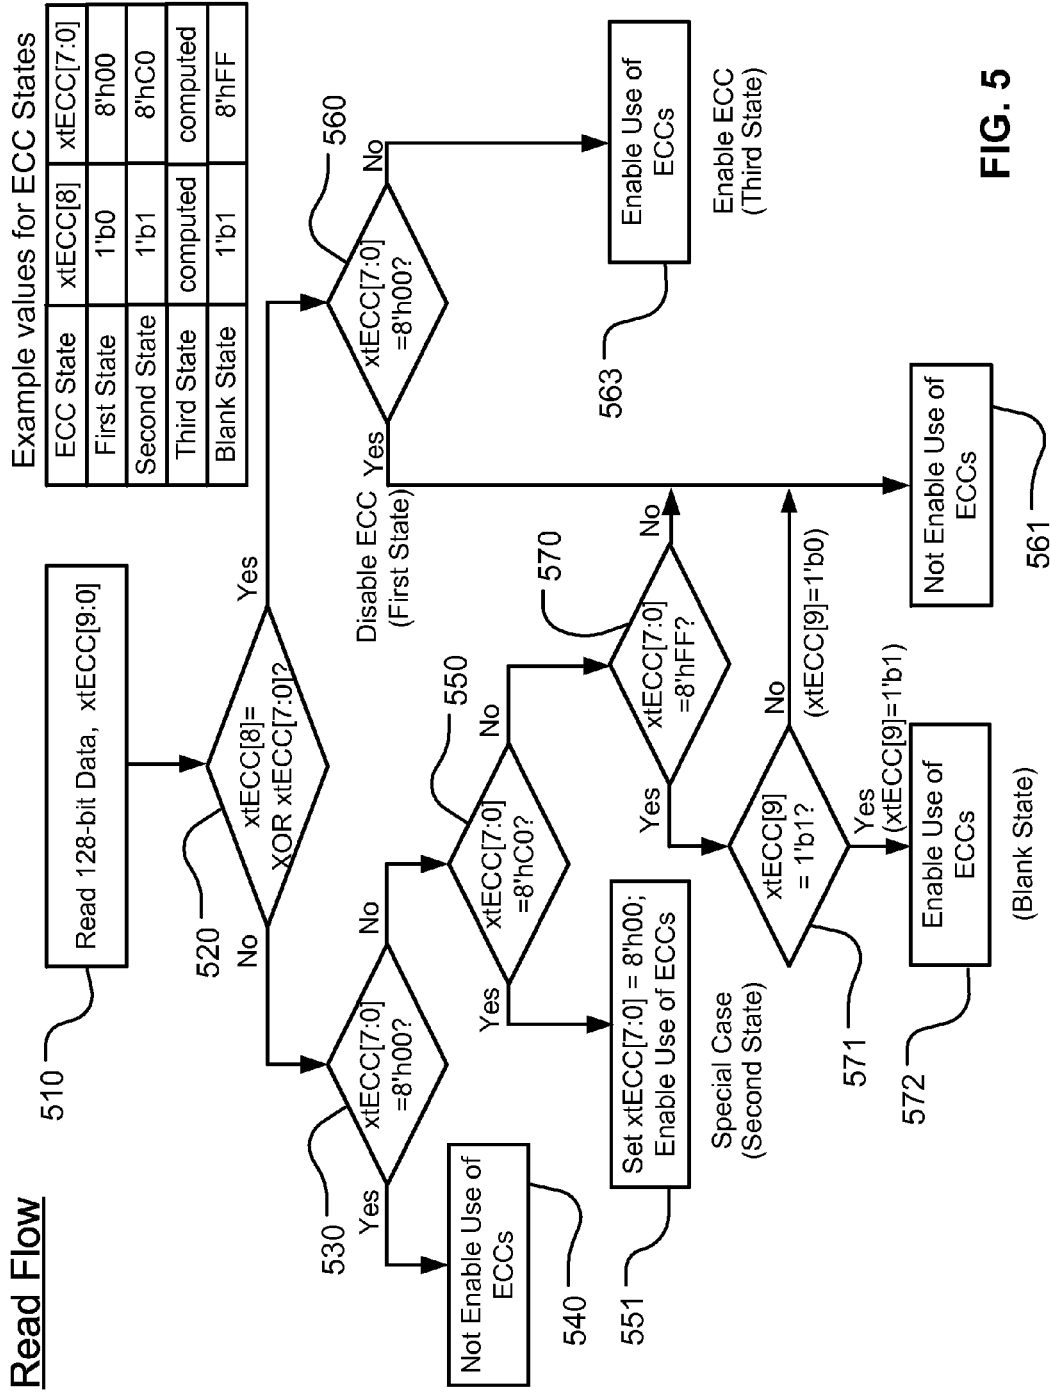 Read Flow
Example values for ECC States
ECC State xtECC[8] xtECC[7:0]
First State 1'b0 8'h00
Second State 1'b1 8'hC0
Third State computed computed
Blank State 1'b1 8'hFF
510
Read 128-bit Data, xtECC[9:0]
520
xtECC[8]=
XOR xtECC[7:0]?
No
Yes
530
xtECC[7:0]
=8'h00?
Yes
No
560
xtECC[7:0]
=8'h00?
Yes
No
Disable ECC
(First State)
Not Enable Use of
ECCs
540
550
xtECC[7:0]
=8'hC0?
Yes
No
Set xtECC[7:0] = 8'h00;
Enable Use of ECCs
551
Special Case
(Second State)
570
xtECC[7:0]
=8'hFF?
Yes
No
Enable Use of
ECCs
563
Enable ECC
(Third State)
xtECC[9]
= 1'b1?
571
No
(xtECC[9]=1'b0)
Yes
(xtECC[9]=1'b1)
Enable Use of
ECCs
572
(Blank State)
Not Enable Use of
ECCs
561
FIG. 5